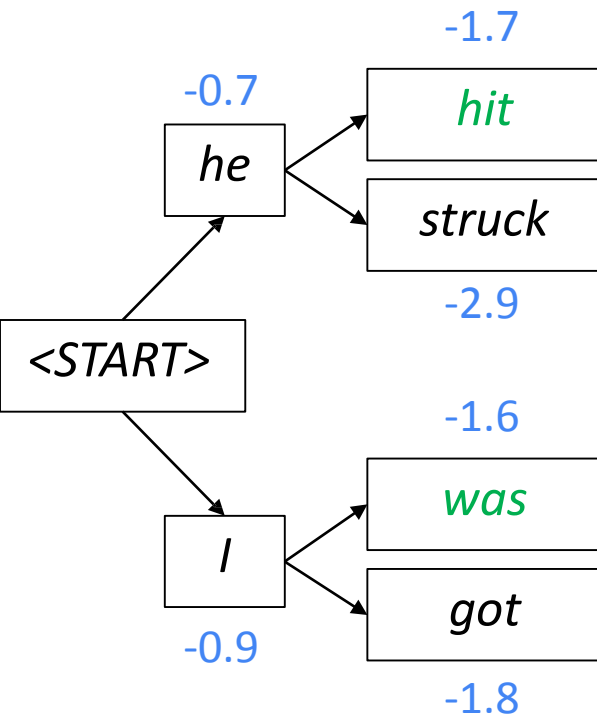 -1.7
-0.7
hit
he
struck
-2.9
<START>
-1.6
was
I
got
-0.9
-1.8